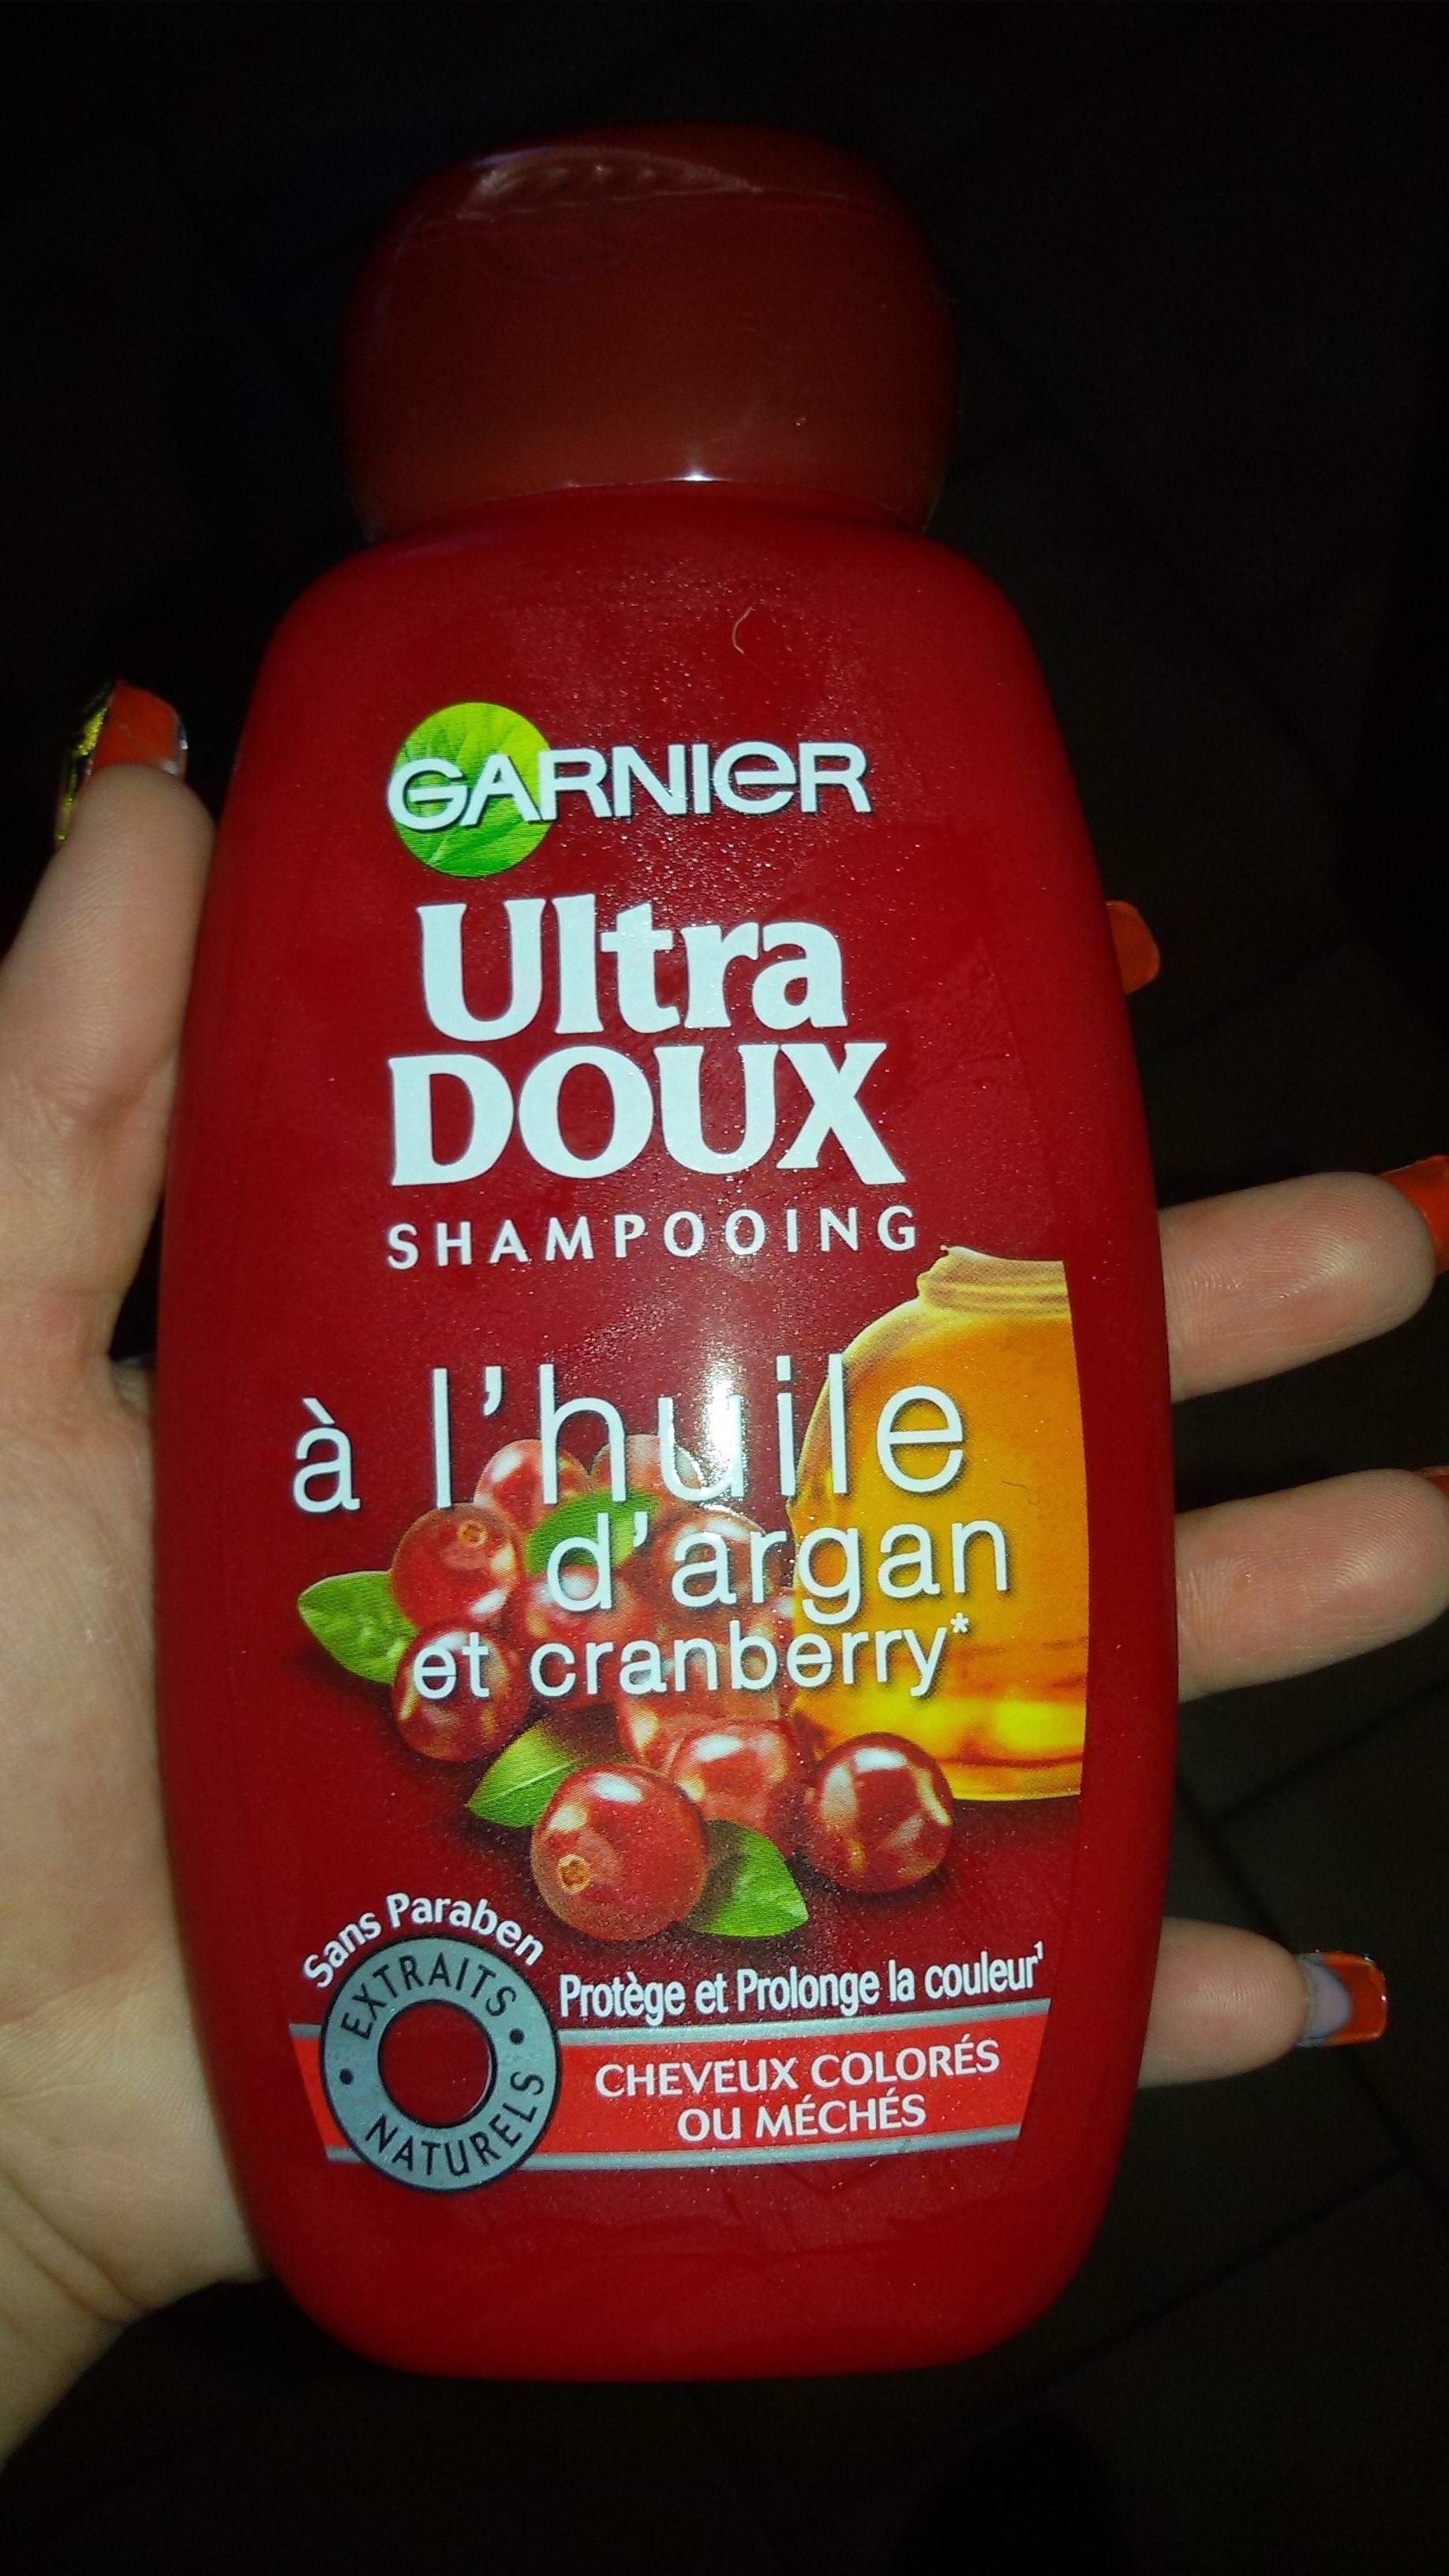 GARNIER
Ultra
DOUX
SHAMPOOING
à l'huile
d'argan
et cranberry*
Sans Paraben
EXTRAITS
NATURELS
Protège et Prolonge la couleur¹
CHEVEUX COLORÉS
OU MÉCHÉS